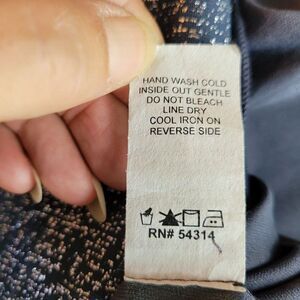 HAND WASH COLD
INSIDE OUT GENTLE
DO NOT BLEACH
LINE DRY
COOL IRON ON
REVERSE SIDE
RN# 54314